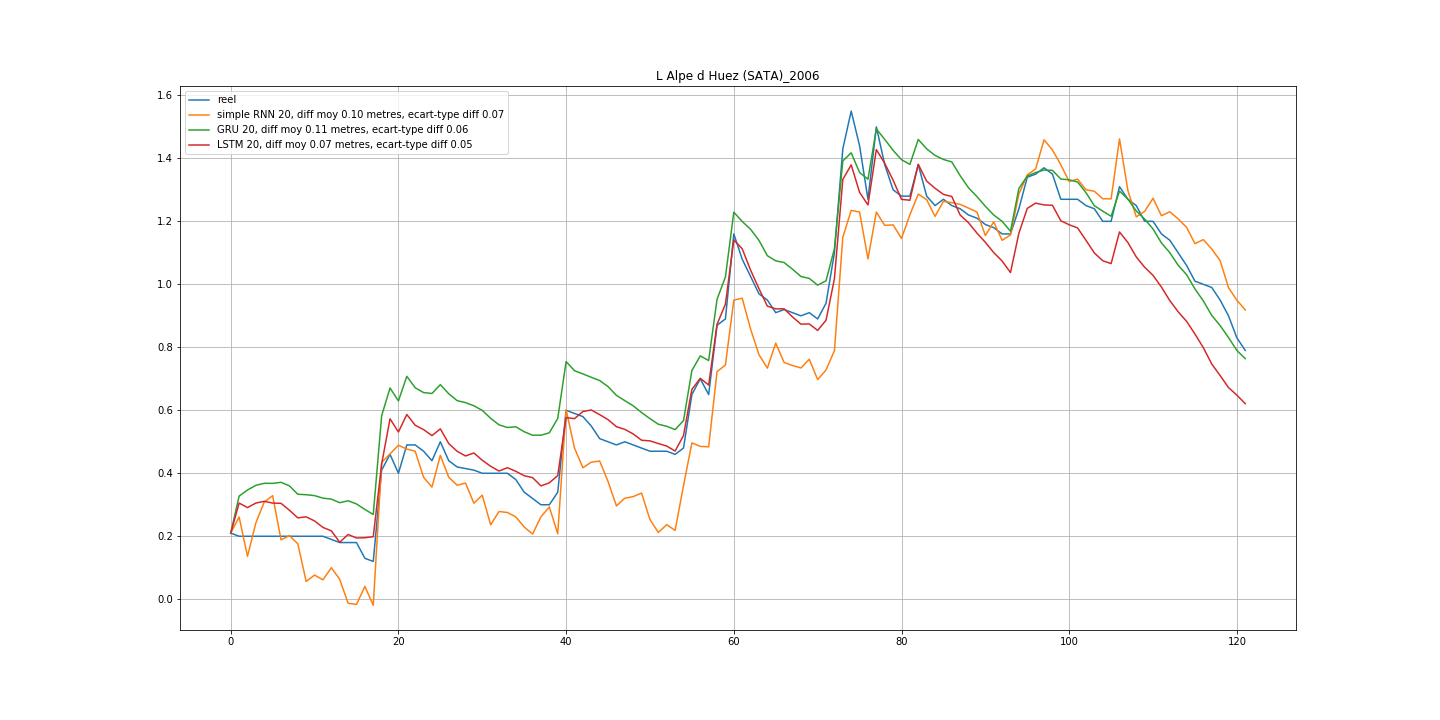 L Alpe d Huez (SATA)_2006
reel
simple RNN 20, diff moy 0.10 metres, ecart-type diff 0.07
GRU 20, diff moy 0.11 metres, ecart-type diff 0.06
LSTM 20, diff moy 0.07 metres, ecart-type diff 0.05
1.6
1.4
1.2
1.0
0.8
0.6
0.4
0.2
0.0
0 20 40 60 80 100 120